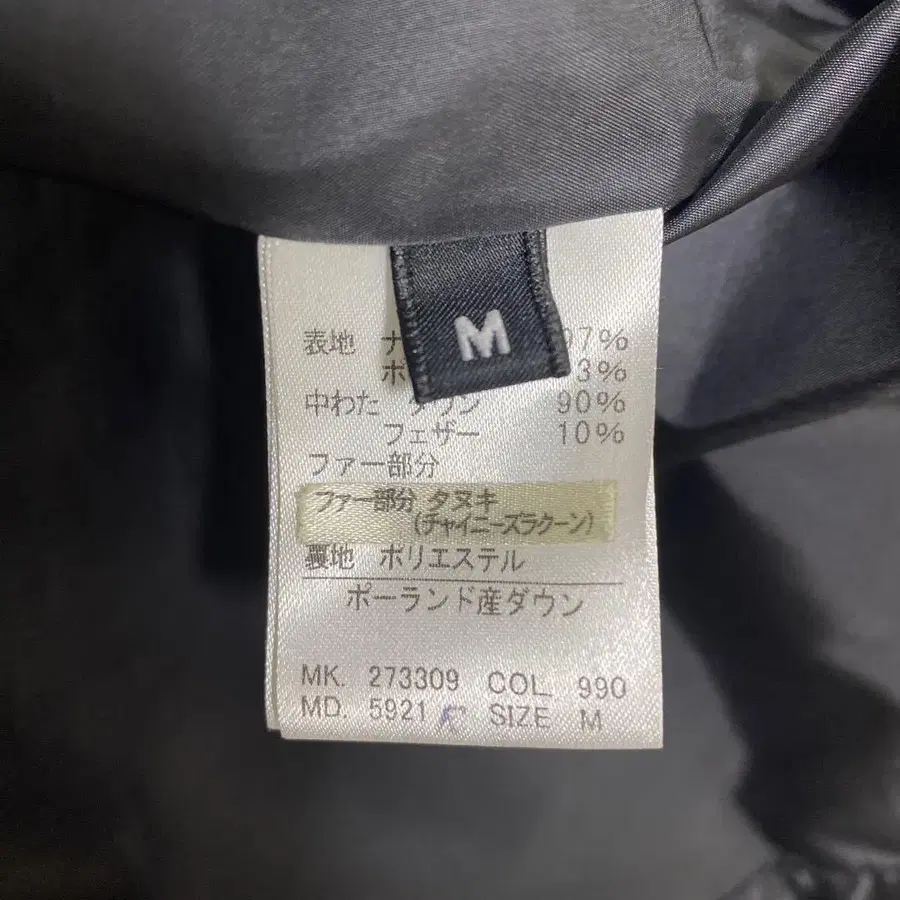 M
表地 ナ 97%
ポ 3%
中わた ダウン 90%
フェザー 10%
ファー部分
ファー部分 タヌキ
(チャイニーズラクーン)
裏地 ポリエステル
ポーランド産ダウン
MK. 273309 COL 990
MD. 5921 SIZE M